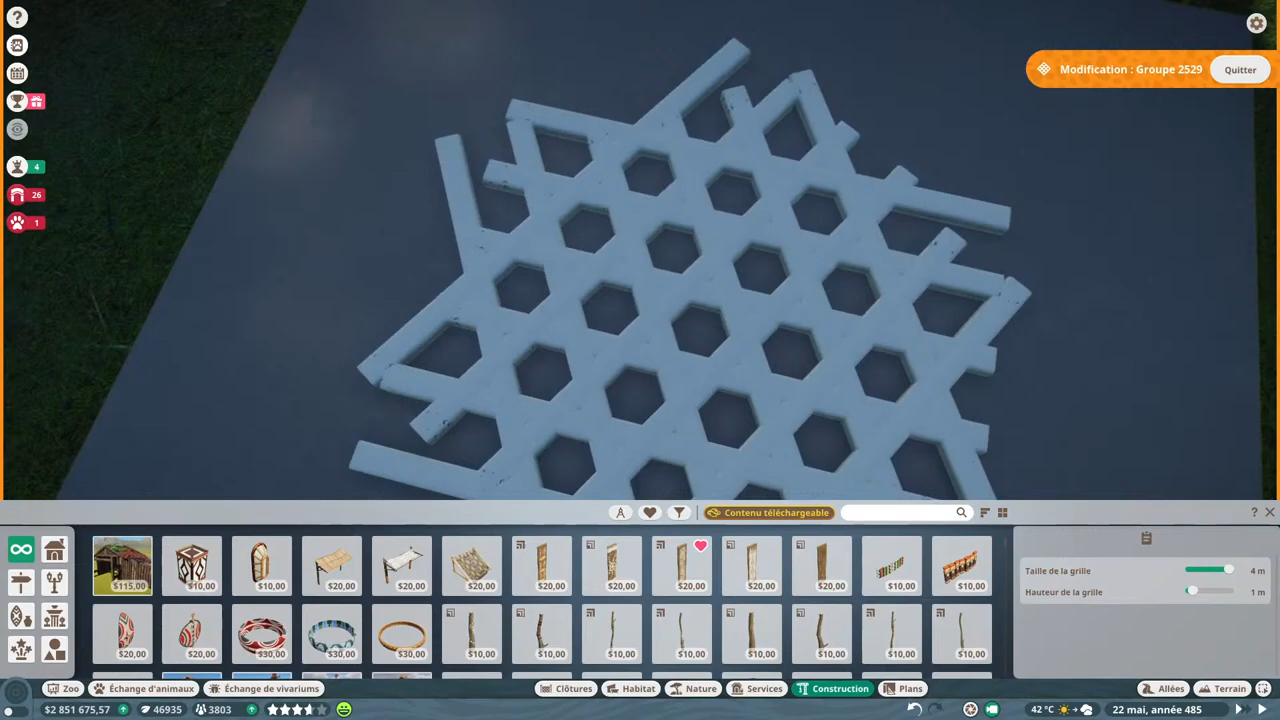 ?
Modification : Groupe 2529
Quitter
4
26
1
Contenu téléchargeable
?
$115,00
$10,00
$10,00
$20,00
$20,00
$20,00
$20,00
$20,00
$20,00
$20,00
$20,00
$10,00
$10,00
$20,00
$20,00
$30,00
$30,00
$30,00
$10,00
$10,00
$10,00
$10,00
$10,00
$10,00
$10,00
$10,00
Taille de la grille
4 m
Hauteur de la grille
1 m
Zoo
Échange d'animaux
Échange de vivariums
Clôtures
Habitat
Nature
Services
Construction
Plans
Allées
Terrain
$2 851 675,57
46935
3803
42 °C
22 mai, année 485